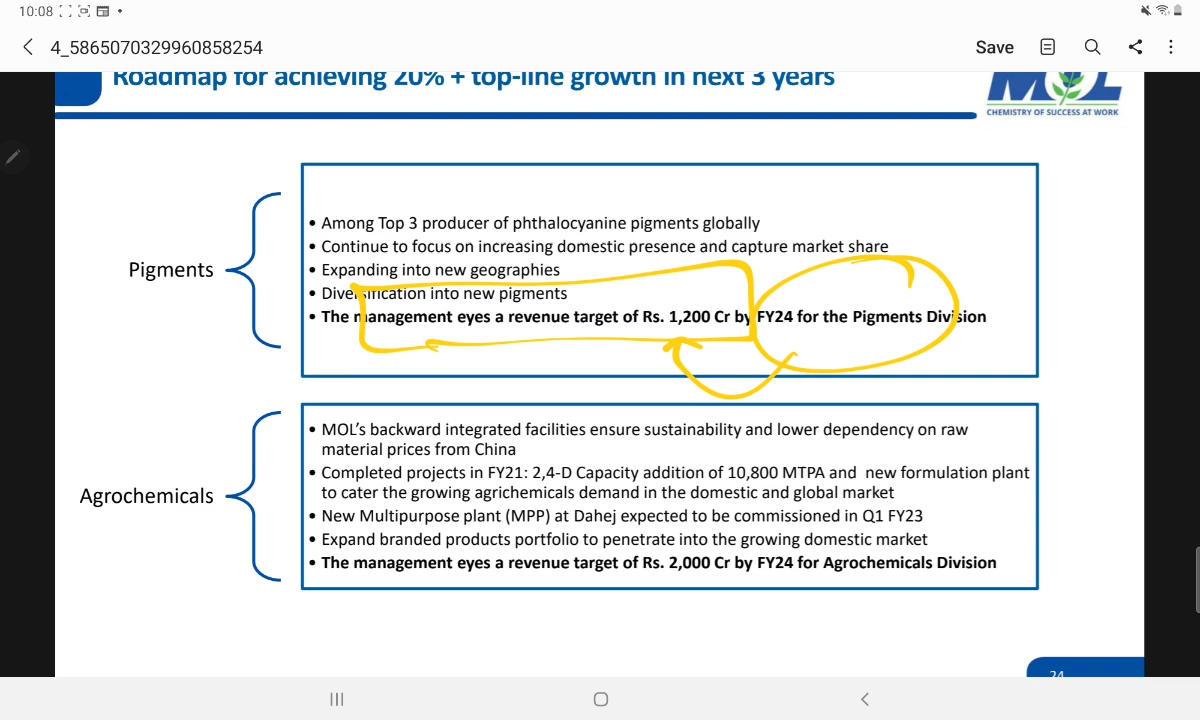 10:08
4_5865070329960858254
Save
Roadmap for achieving 20% + top-line growth in next 3 years
MOL
CHEMISTRY OF SUCCESS AT WORK
Pigments
• Among Top 3 producer of phthalocyanine pigments globally
• Continue to focus on increasing domestic presence and capture market share
• Expanding into new geographies
• Diversification into new pigments
• The management eyes a revenue target of Rs. 1,200 Cr by FY24 for the Pigments Division
Agrochemicals
• MOL’s backward integrated facilities ensure sustainability and lower dependency on raw
material prices from China
• Completed projects in FY21: 2,4-D Capacity addition of 10,800 MTPA and new formulation plant
to cater the growing agrichemicals demand in the domestic and global market
• New Multipurpose plant (MPP) at Dahej expected to be commissioned in Q1 FY23
• Expand branded products portfolio to penetrate into the growing domestic market
• The management eyes a revenue target of Rs. 2,000 Cr by FY24 for Agrochemicals Division
24